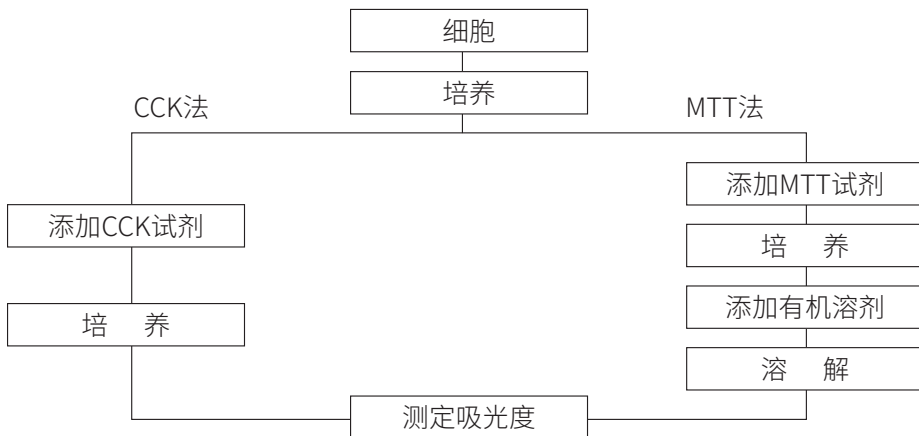 细胞
培养
CCK法
MTT法
添加CCK试剂
培 养
添加MTT试剂
培 养
添加有机溶剂
溶 解
测定吸光度